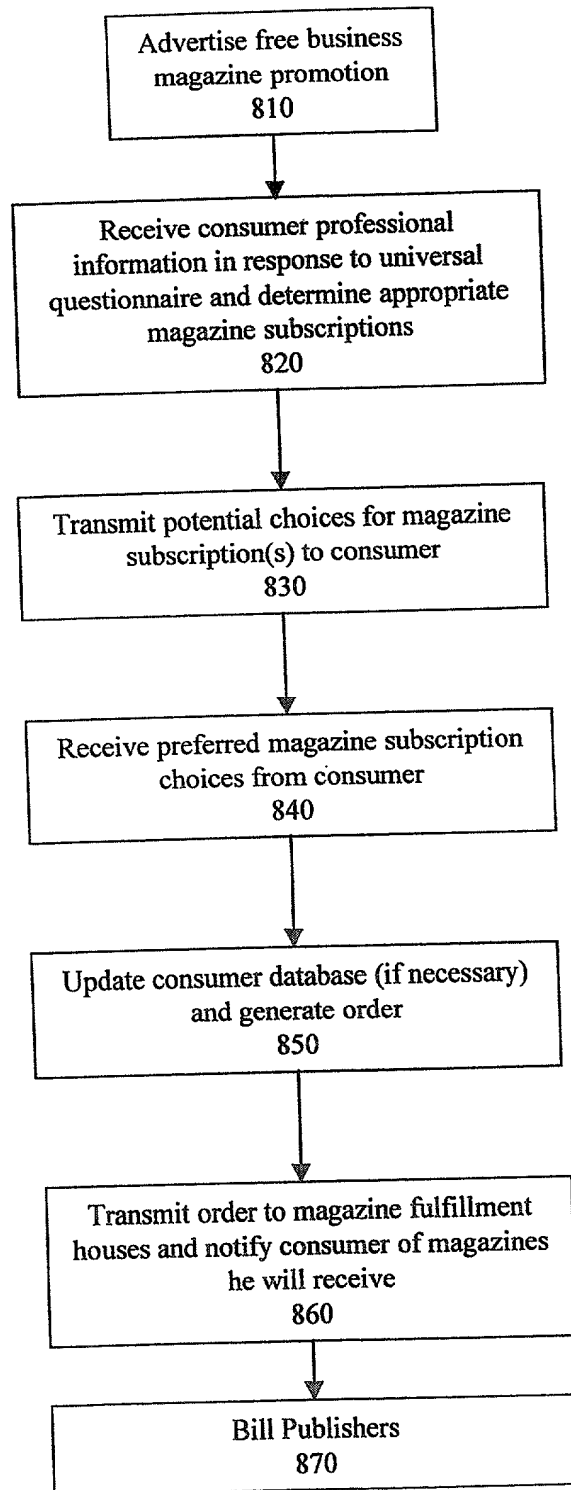 Advertise free business
magazine promotion
810
Receive consumer professional
information in response to universal
questionnaire and determine appropriate
magazine subscriptions
820
Transmit potential choices for magazine
subscription(s) to consumer
830
Receive preferred magazine subscription
choices from consumer
840
Update consumer database (if necessary)
and generate order
850
Transmit order to magazine fulfillment
houses and notify consumer of magazines
he will receive
860
Bill Publishers
870